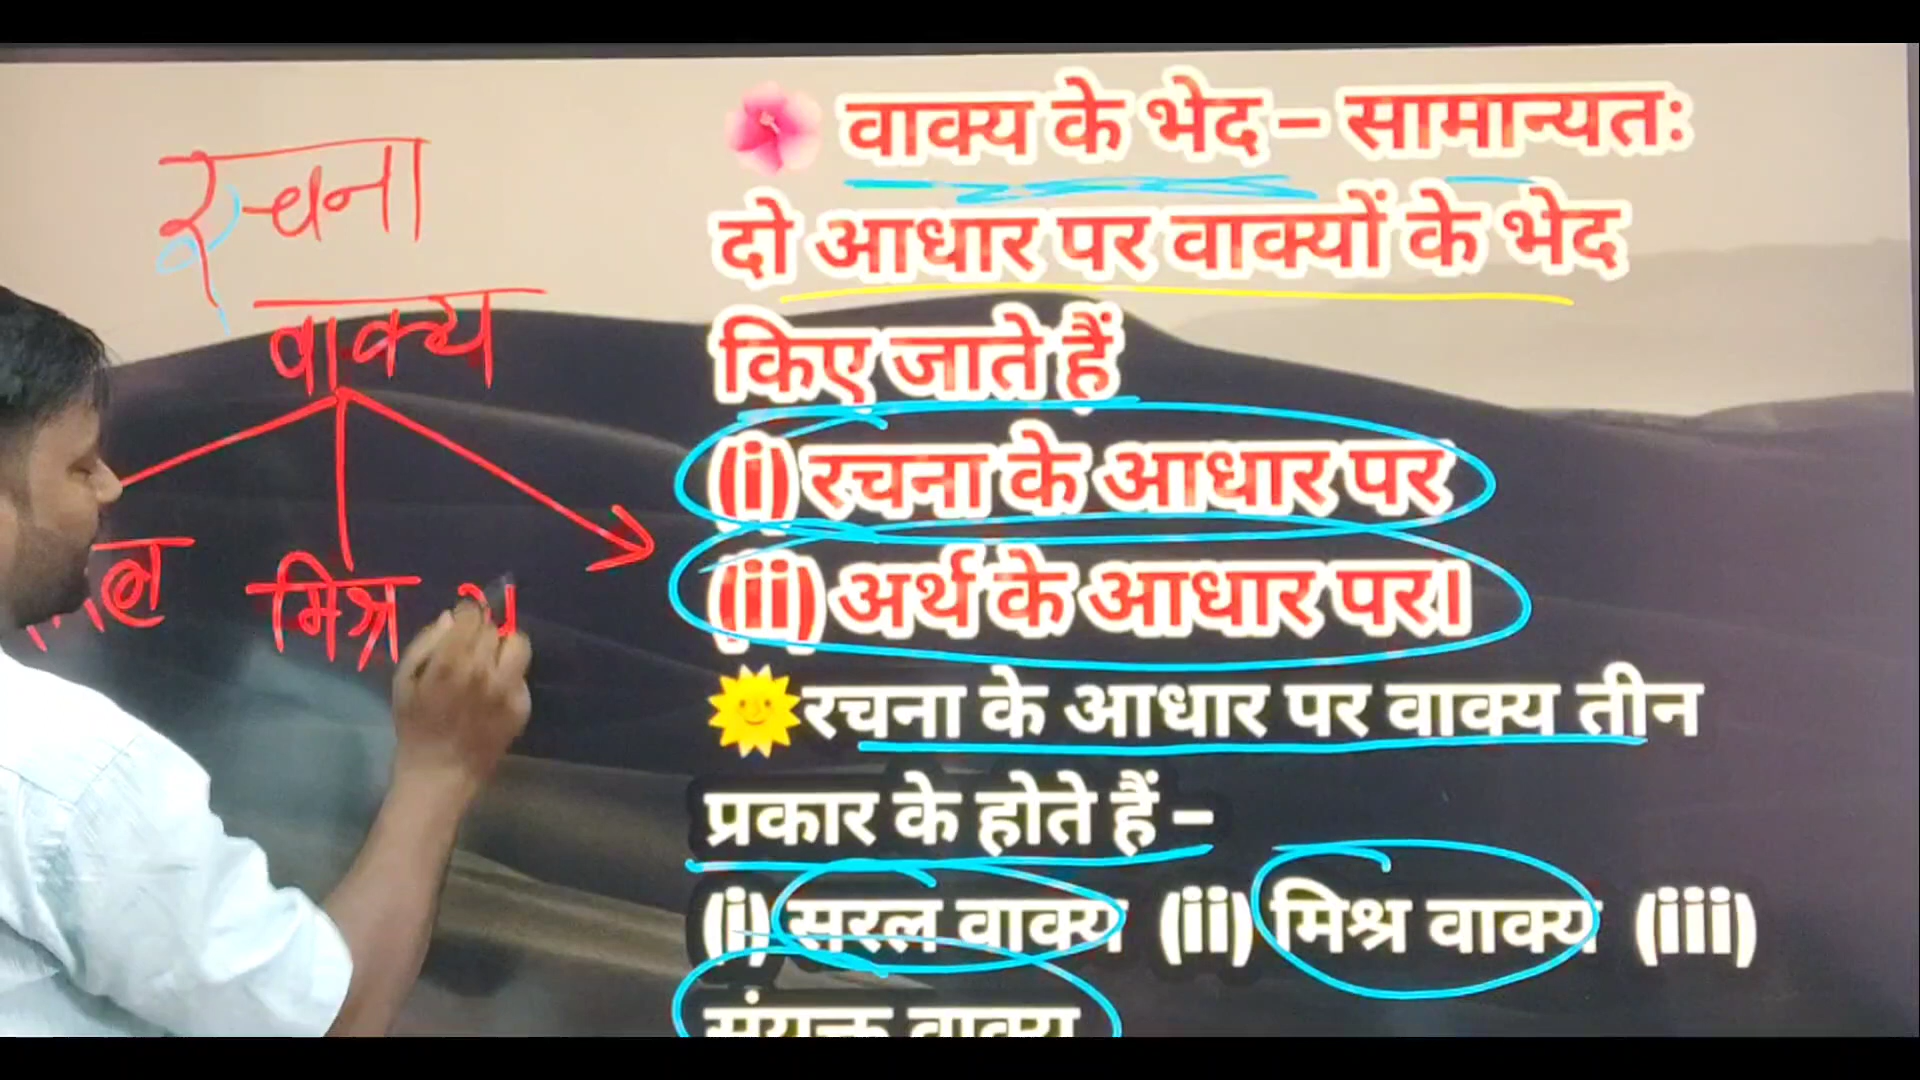 रचना
वाक्य
मिश्र
वाक्य के भेद – सामान्यतः
दो आधार पर वाक्यों के भेद
किए जाते हैं
(i) रचना के आधार पर
(ii) अर्थ के आधार पर।
रचना के आधार पर वाक्य तीन
प्रकार के होते हैं –
(i) सरल वाक्य (ii) मिश्र वाक्य (iii)
संयुक्त वाक्य